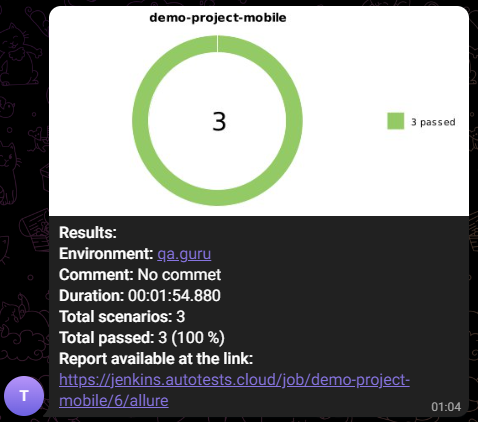 demo-project-mobile
3
3 passed
Results:
Environment: qa.guru
Comment: No commet
Duration: 00:01:54.880
Total scenarios: 3
Total passed: 3 (100 %)
Report available at the link:
https://jenkins.autotests.cloud/job/demo-project-
mobile/6/allure
T
01:04